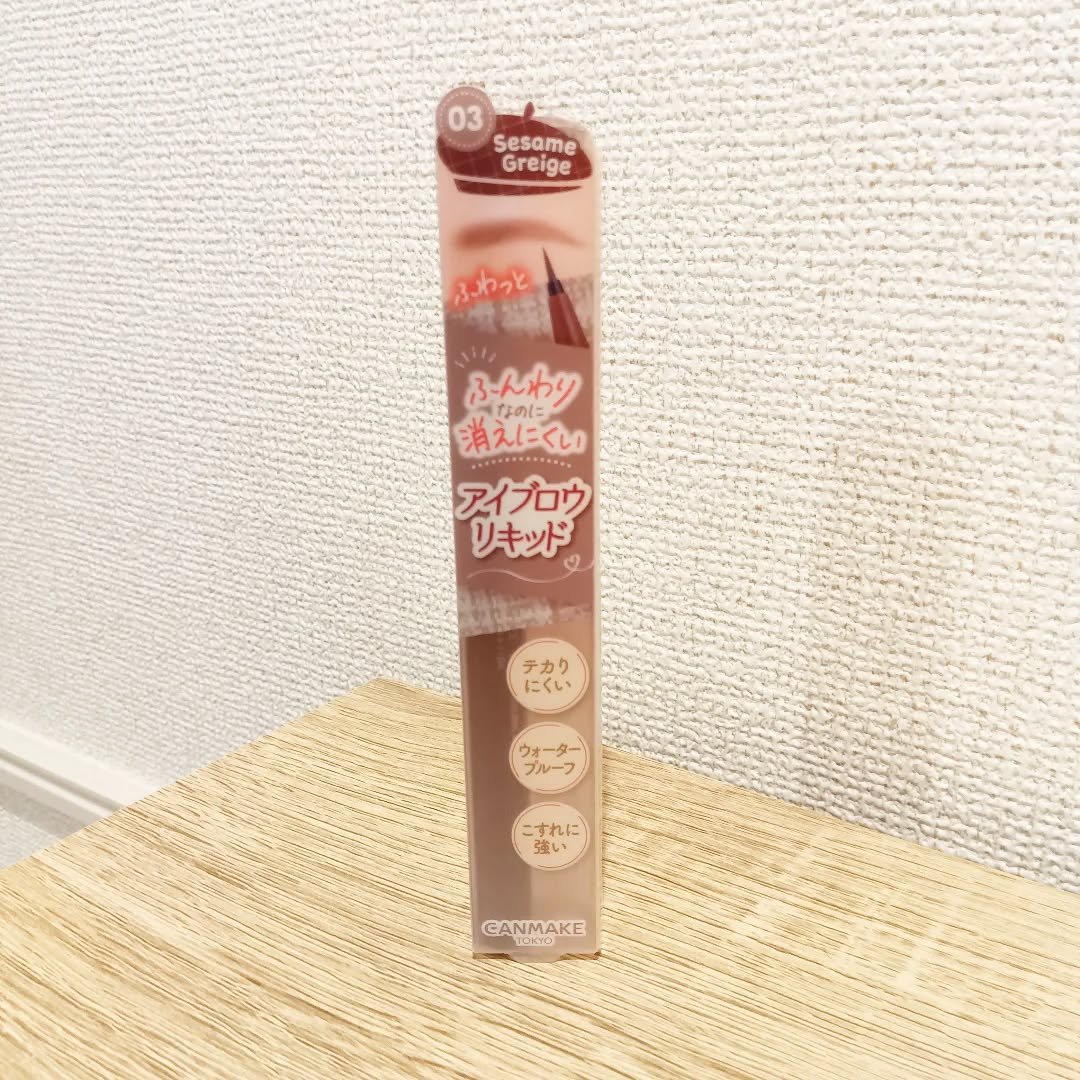 03
Sesame
Greige
ふわっと
ふーんわり
なのに
消えにくい
アイブロウ
リキッド
テカり
にくい
ウォーター
プルーフ
こすれに
強い
CANMAKE
TOKYO